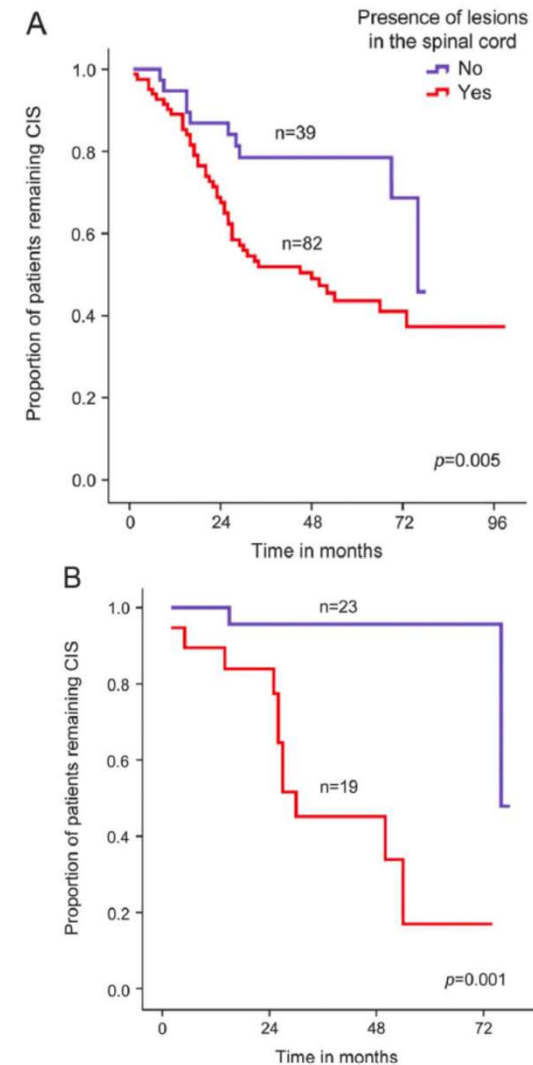 A
Presence of lesions
in the spinal cord
No
Yes
1.0
0.8
0.6
0.4
0.2
0.0
Proportion of patients remaining CIS
n=39
n=82
p=0.005
0 24 48 72 96
Time in months
B
1.0
0.8
0.6
0.4
0.2
0.0
Proportion of patients remaining CIS
n=23
n=19
p=0.001
0 24 48 72
Time in months